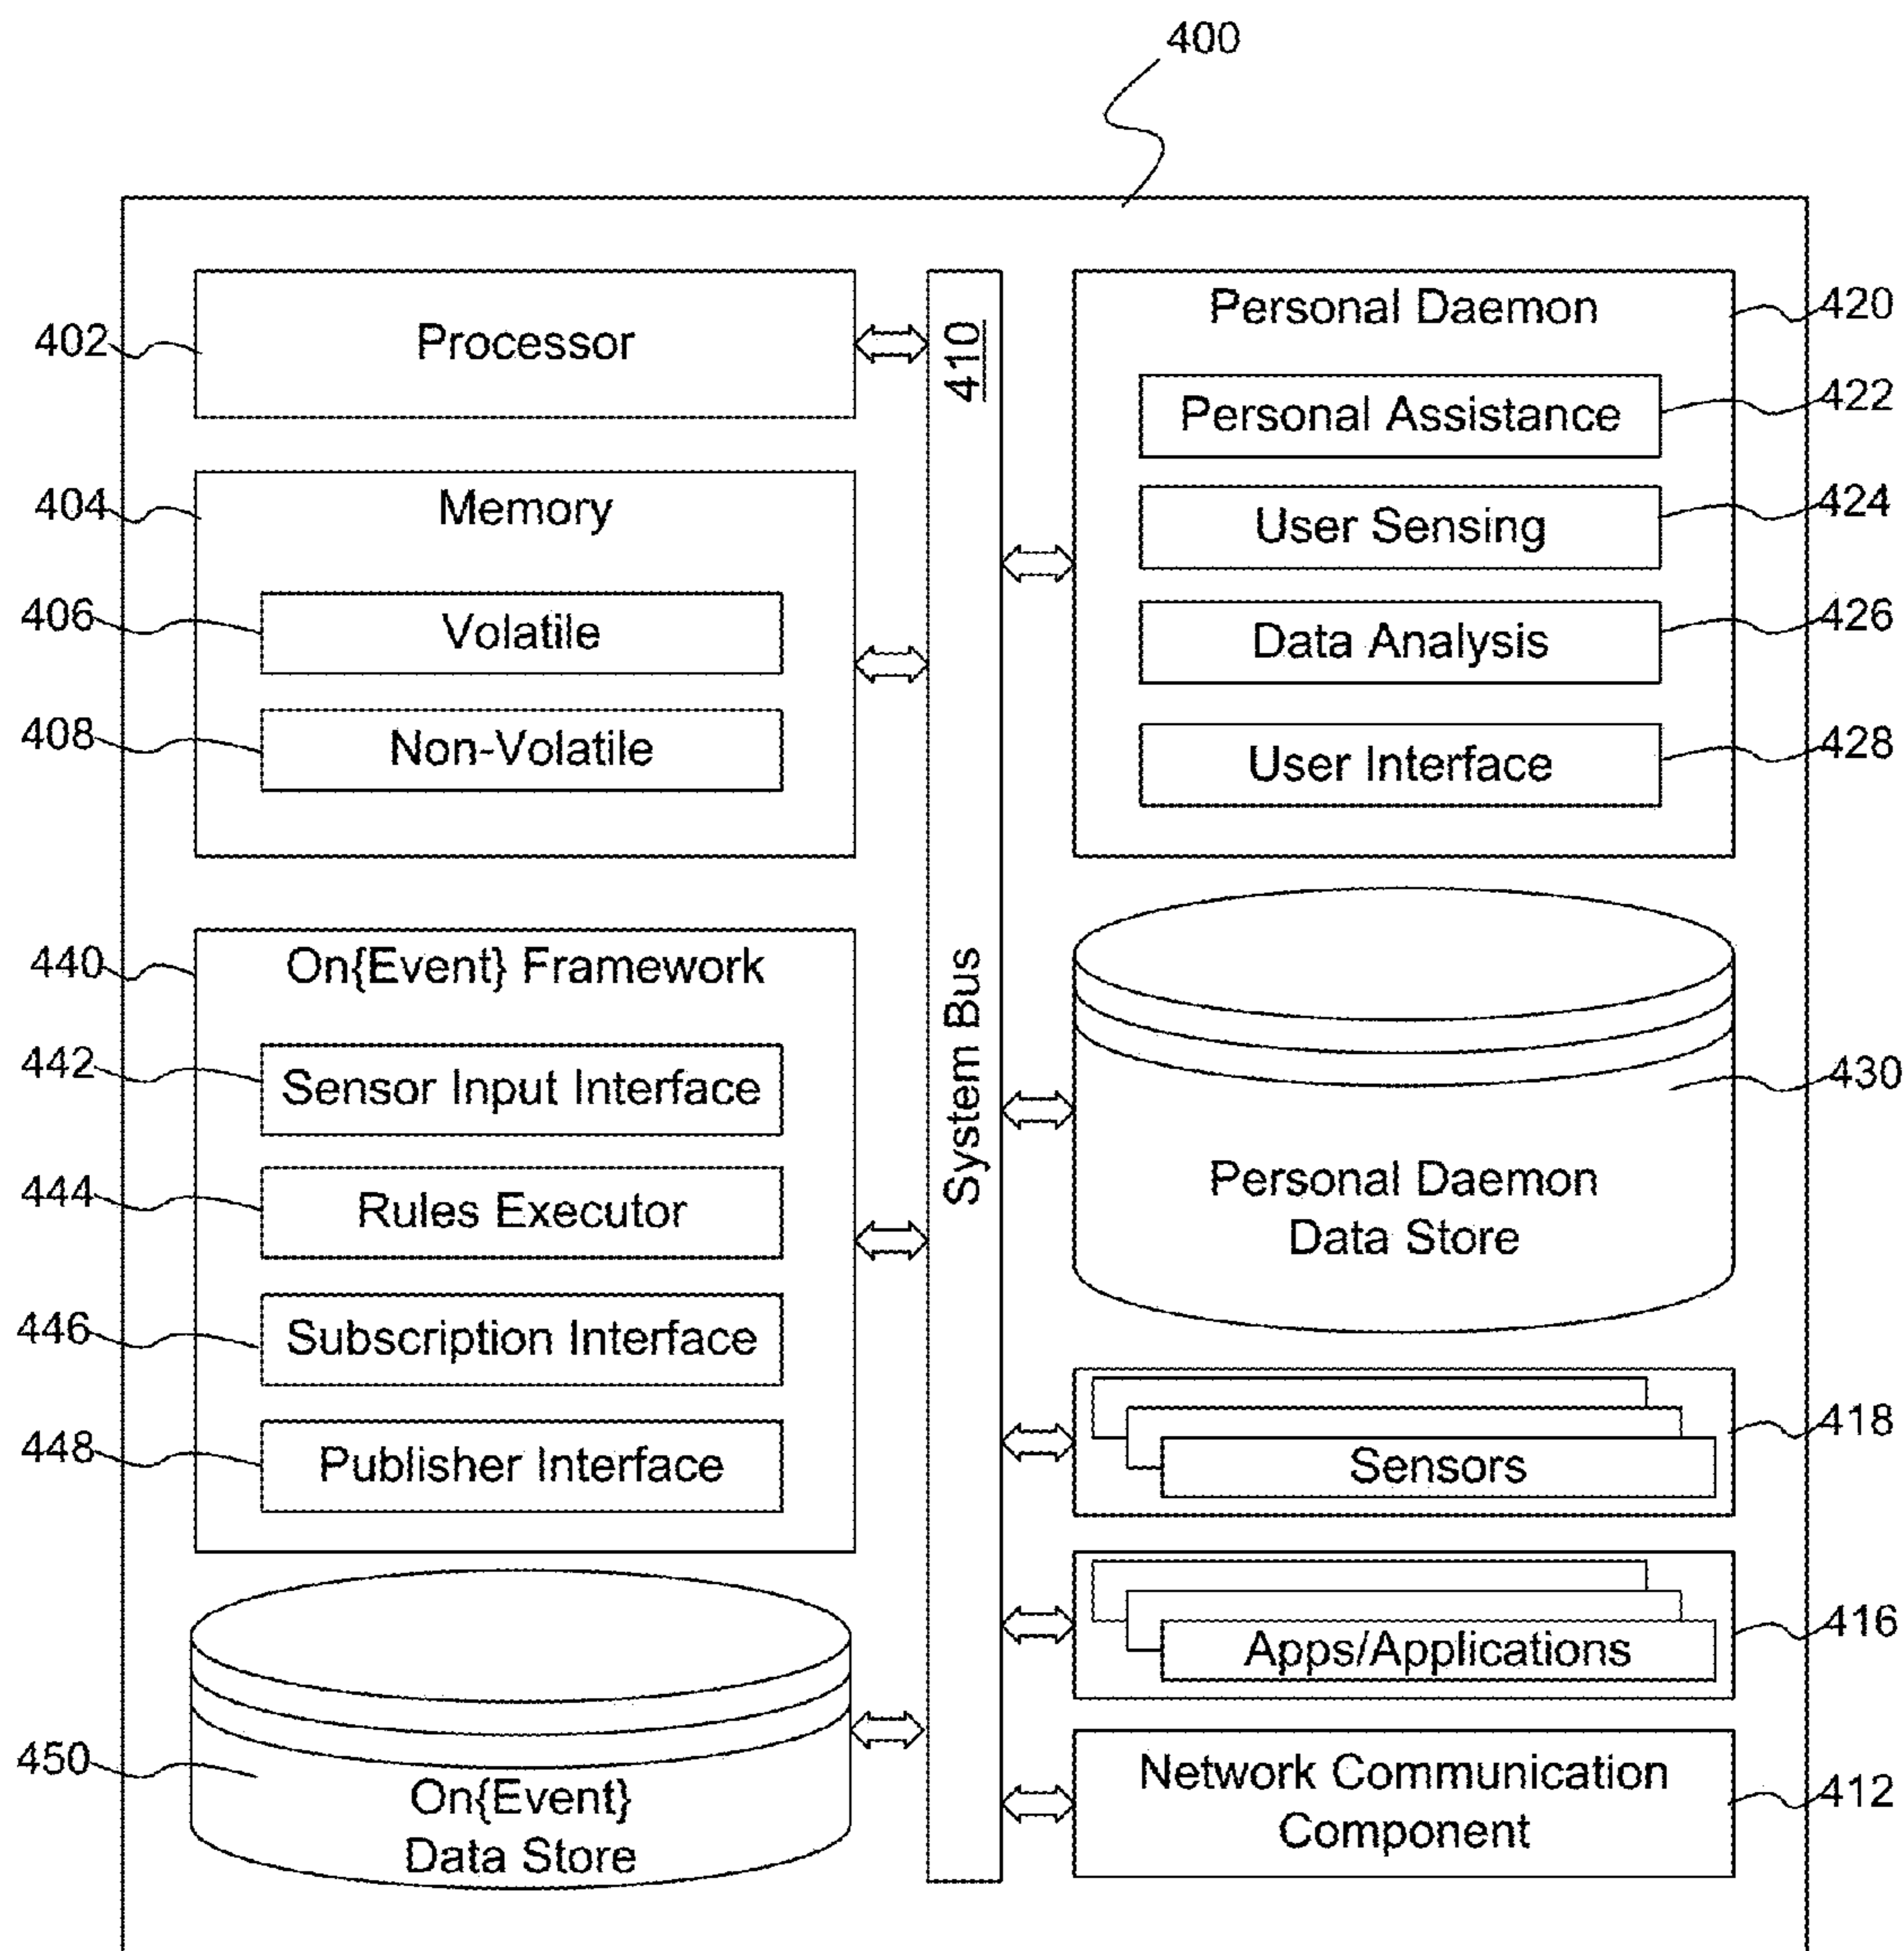 400
402
Processor
404
Memory
406
Volatile
408
Non-Volatile
440
On{Event} Framework
442
Sensor Input Interface
444
Rules Executor
446
Subscription Interface
448
Publisher Interface
450
On{Event}
Data Store
410
System Bus
Personal Daemon
420
Personal Assistance
422
User Sensing
424
Data Analysis
426
User Interface
428
430
Personal Daemon
Data Store
418
Sensors
416
Apps/Applications
Network Communication
Component
412